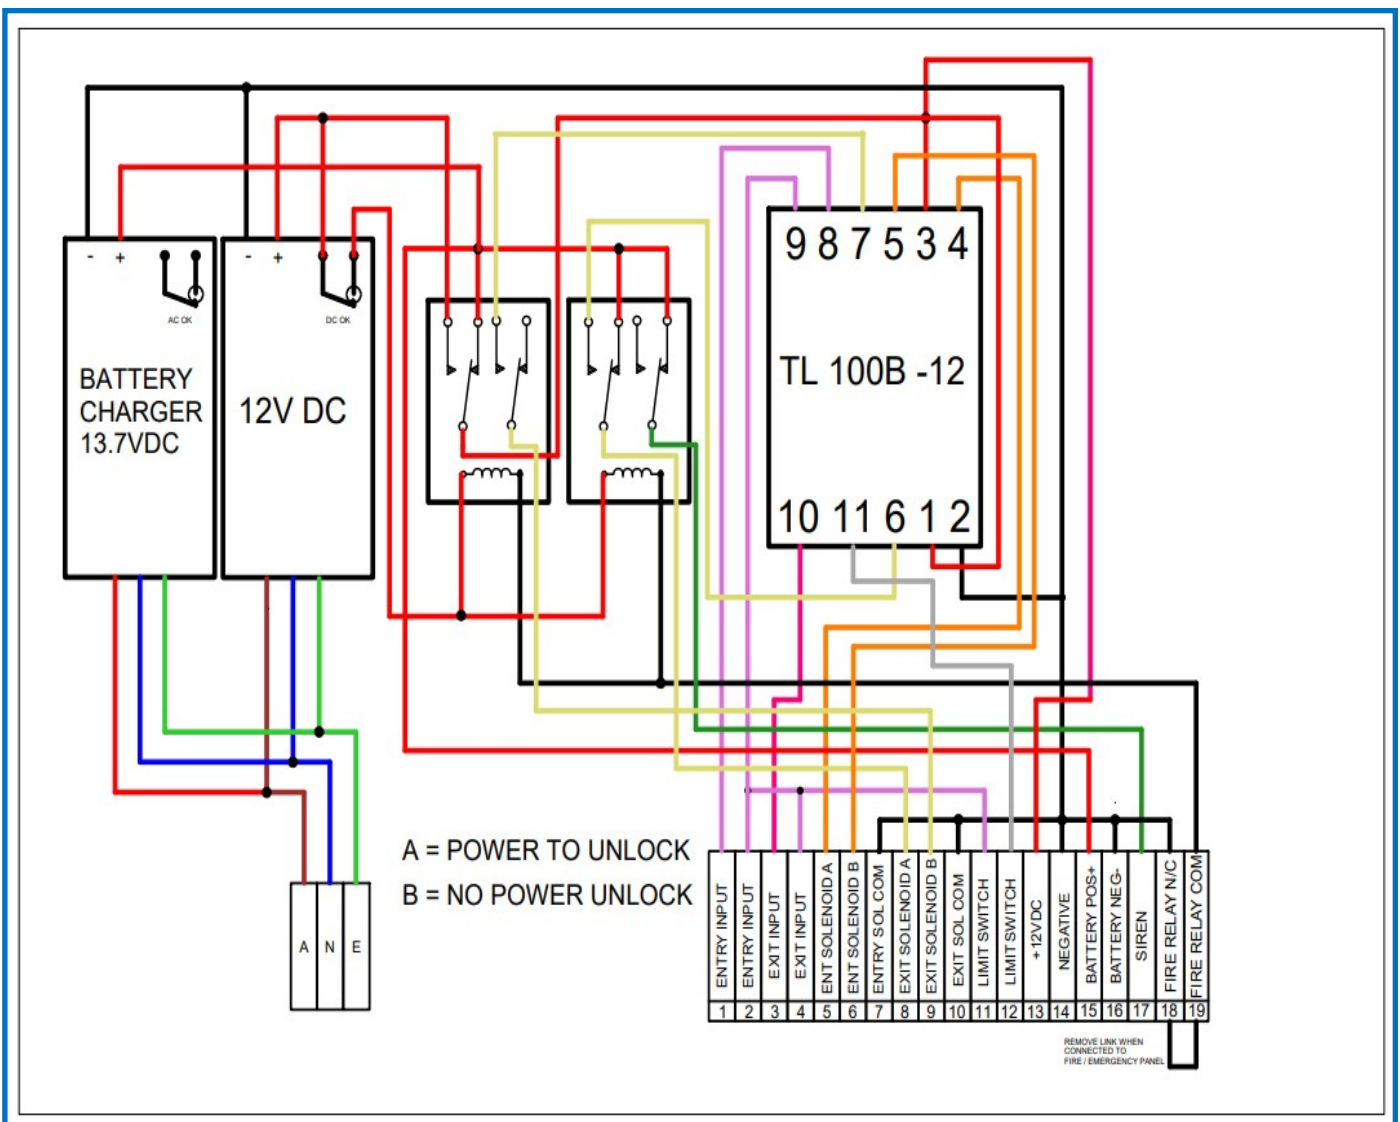 - +
AC OK
BATTERY
CHARGER
13.7VDC
- +
DC OK
12V DC
9 8 7 5 3 4
TL 100B -12
10 11 6 1 2
A = POWER TO UNLOCK
B = NO POWER UNLOCK
A N E
ENTRY INPUT
ENTRY INPUT
EXIT INPUT
EXIT INPUT
ENT SOLENOID A
ENT SOLENOID B
ENTRY SOL COM
EXIT SOLENOID A
EXIT SOLENOID B
EXIT SOL COM
LIMIT SWITCH
LIMIT SWITCH
+12VDC
NEGATIVE
BATTERY POS+
BATTERY NEG-
SIREN
FIRE RELAY N/C
FIRE RELAY COM
1 2 3 4 5 6 7 8 9 10 11 12 13 14 15 16 17 18 19
REMOVE LINK WHEN
CONNECTED TO
FIRE / EMERGENCY PANEL